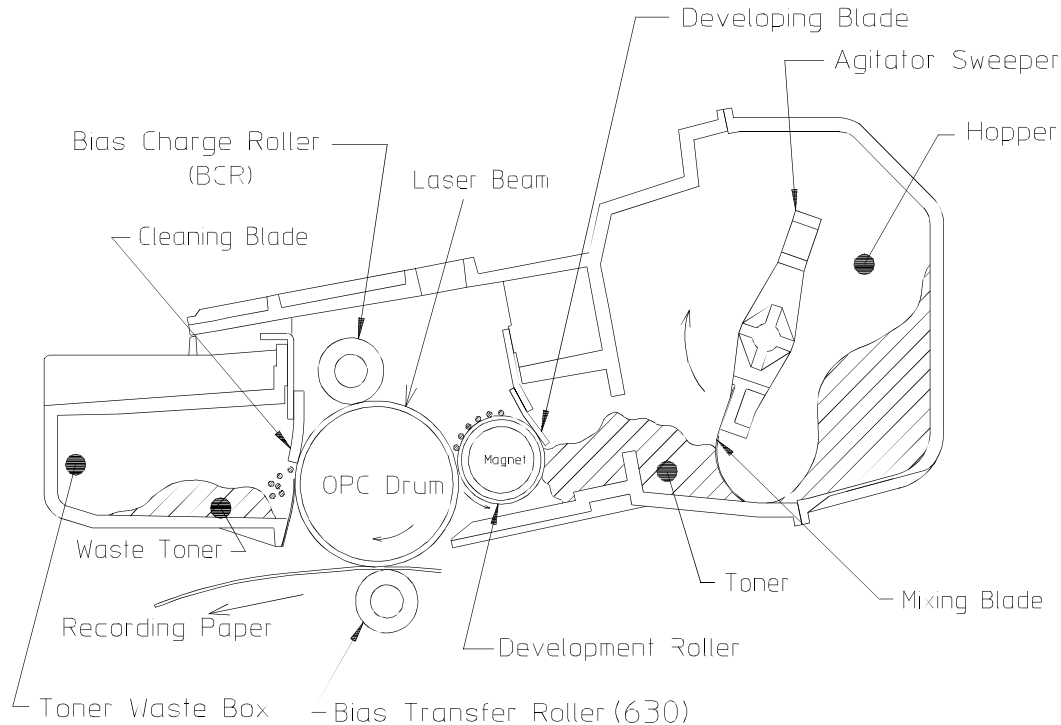 Developing Blade
Agitator Sweeper
Hopper
Bias Charge Roller
(BCR)
Laser Beam
Cleaning Blade
Magnet
OPC Drum
Waste Toner
Toner
Mixing Blade
Recording Paper
Development Roller
Toner Waste Box
Bias Transfer Roller (630)